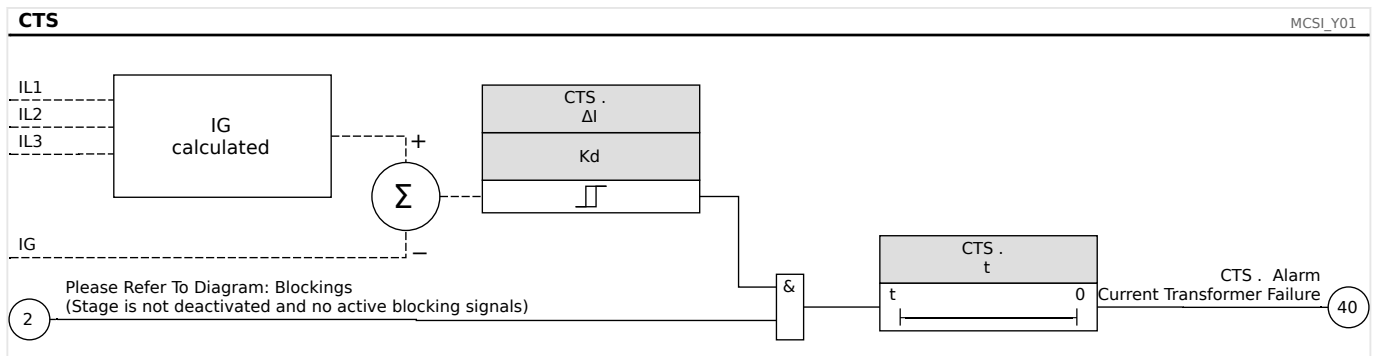 CTS
MCSI_Y01
IL1
IL2
IL3
IG
calculated
+
Σ
−
IG
CTS .
ΔI
Kd
Please Refer To Diagram: Blockings
(Stage is not deactivated and no active blocking signals)
2
&
CTS .
t
t 0
CTS . Alarm
Current Transformer Failure
40